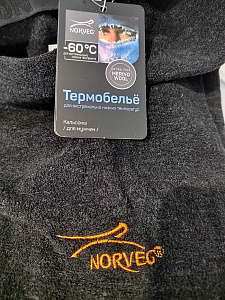 NORVEG
-60°C
MERINO
WOOL
Термобельё
для экстремально низких температур
Кальсоны
/ для мужчин /
NORVEG